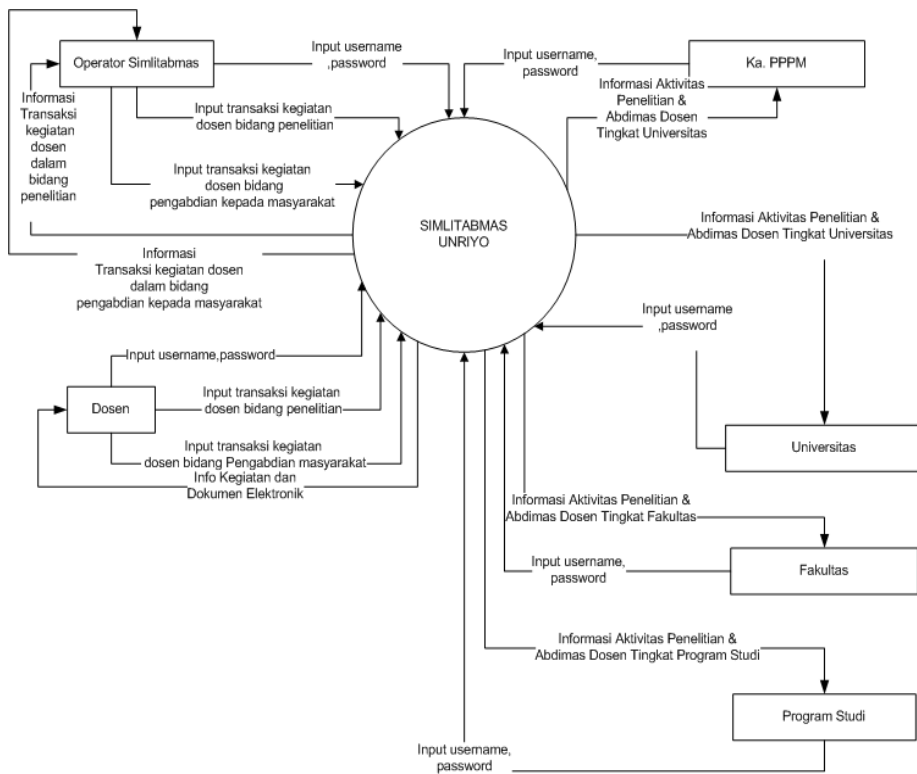 Operator Simlitabmas
Input username
,password
Input username,
password
Ka. PPPM
Informasi
Transaksi
kegiatan
dosen
dalam
bidang
penelitian
Input transaksi kegiatan
dosen bidang penelitian
Informasi Aktivitas
Penelitian &
Abdimas Dosen
Tingkat Universitas
Input transaksi kegiatan
dosen bidang
pengabdian kepada masyarakat
SIMLITABMAS
UNRIYO
Informasi Aktivitas Penelitian &
Abdimas Dosen Tingkat Universitas
Informasi
Transaksi kegiatan dosen
dalam bidang
pengabdian kepada masyarakat
Input username
,password
Input username,password
Dosen
Input transaksi kegiatan
dosen bidang penelitian
Input transaksi kegiatan
dosen bidang Pengabdian masyarakat
Info Kegiatan dan
Dokumen Elektronik
Universitas
Informasi Aktivitas Penelitian &
Abdimas Dosen Tingkat Fakultas
Input username,
password
Fakultas
Informasi Aktivitas Penelitian &
Abdimas Dosen Tingkat Program Studi
Program Studi
Input username,
password